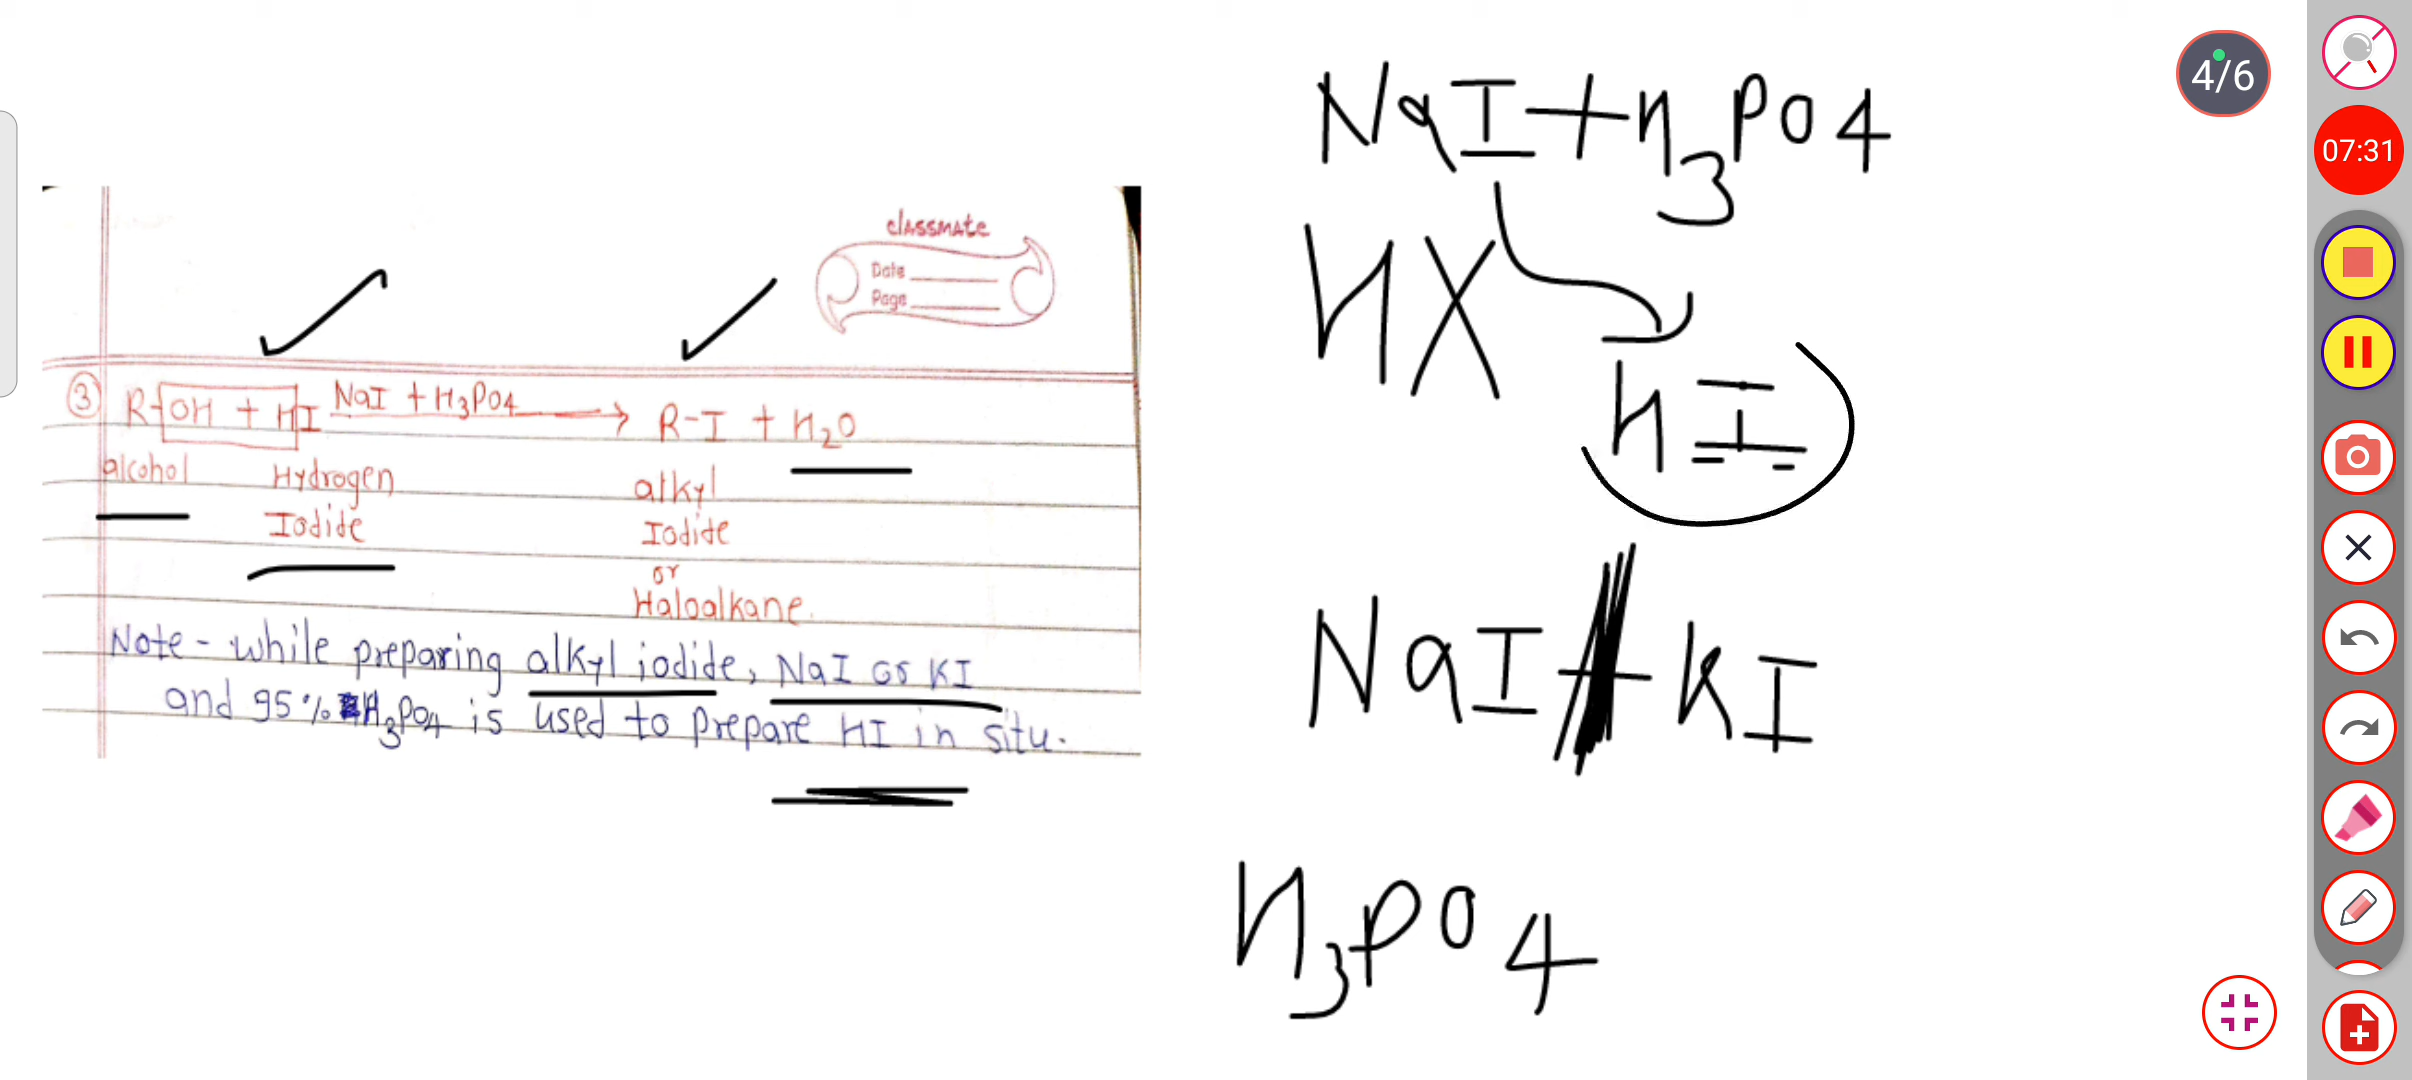 4/6
07:31
classmate
Date
Page
③ R-OH + HI NaI + H3PO4 → R-I + H2O
alcohol Hydrogen Iodide alkyl Iodide
or
Haloalkane.
Note - while preparing alkyl iodide, NaI or KI
and 95% H3PO4 is used to prepare HI in situ.
NaI + H3PO4
HX
HI
NaI KI
H3PO4